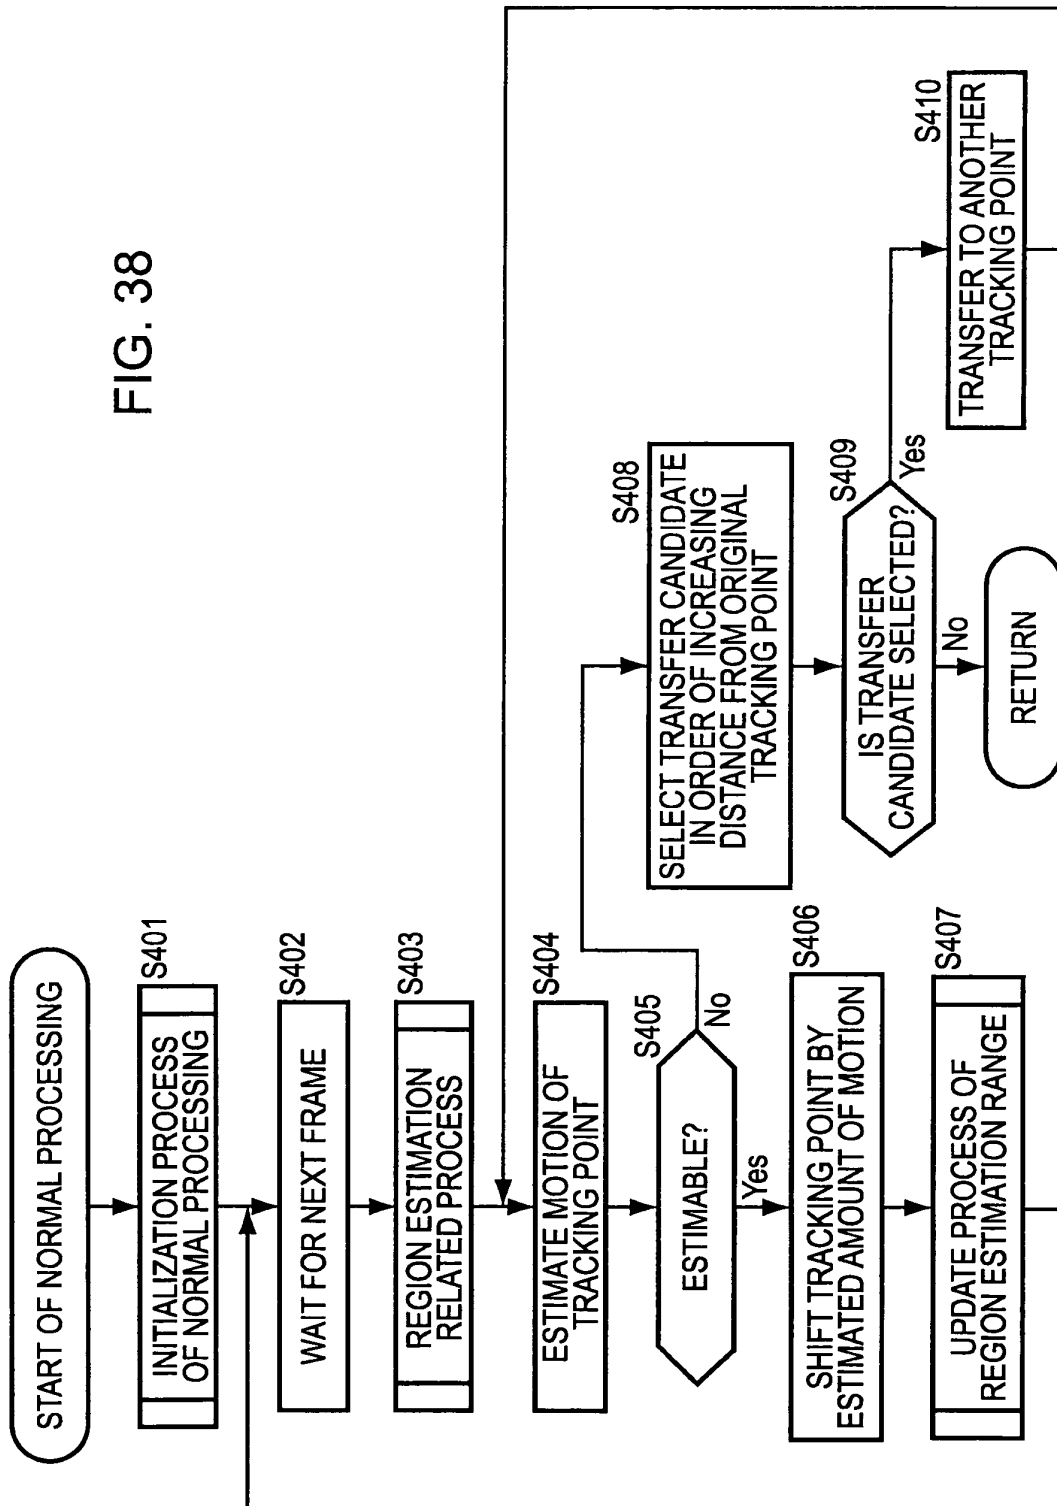 FIG. 38
START OF NORMAL PROCESSING
S401
INITIALIZATION PROCESS
OF NORMAL PROCESSING
S402
WAIT FOR NEXT FRAME
S403
REGION ESTIMATION
RELATED PROCESS
S404
ESTIMATE MOTION OF
TRACKING POINT
S405
ESTIMABLE?
No
Yes
S406
SHIFT TRACKING POINT BY
ESTIMATED AMOUNT OF MOTION
S407
UPDATE PROCESS OF
REGION ESTIMATION RANGE
S408
SELECT TRANSFER CANDIDATE
IN ORDER OF INCREASING
DISTANCE FROM ORIGINAL
TRACKING POINT
S409
IS TRANSFER
CANDIDATE SELECTED?
Yes
No
RETURN
S410
TRANSFER TO ANOTHER
TRACKING POINT